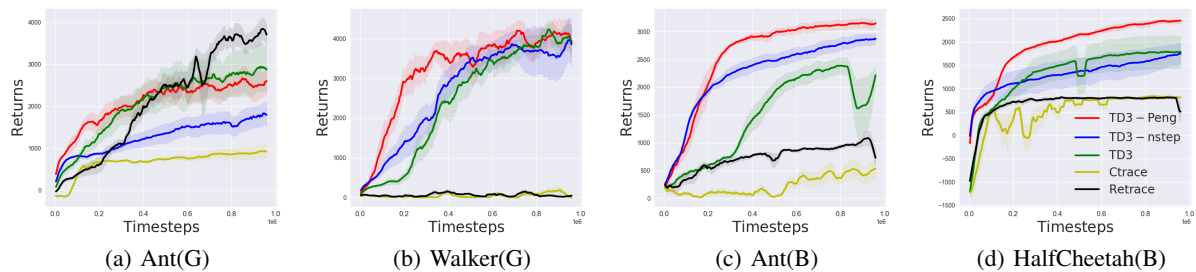 4000
3000
2000
1000
0
Returns
0.0 0.2 0.4 0.6 0.8 1.0
1e6
Timesteps
(a) Ant(G)
4000
3000
2000
1000
0
Returns
0.0 0.2 0.4 0.6 0.8 1.0
1e6
Timesteps
(b) Walker(G)
3000
2500
2000
1500
1000
500
0
Returns
0.0 0.2 0.4 0.6 0.8 1.0
1e6
Timesteps
(c) Ant(B)
2500
2000
1500
1000
500
0
−500
−1000
−1500
Returns
TD3 − Peng
TD3 − nstep
TD3
Ctrace
Retrace
0.0 0.2 0.4 0.6 0.8 1.0
1e6
Timesteps
(d) HalfCheetah(B)